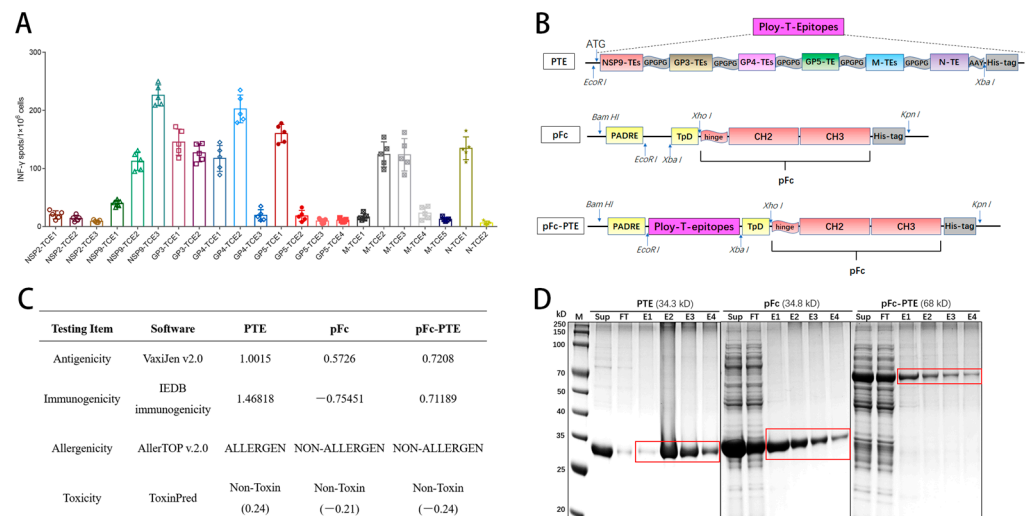 A
INF-γ spots/1×10⁶ cells
300
200
100
0
NSP2-TCE1
NSP2-TCE2
NSP2-TCE3
NSP9-TCE1
NSP9-TCE2
NSP9-TCE3
GP3-TCE1
GP3-TCE2
GP4-TCE1
GP4-TCE2
GP4-TCE3
GP5-TCE1
GP5-TCE2
GP5-TCE3
GP5-TCE4
M-TCE1
M-TCE2
M-TCE3
M-TCE4
M-TCE5
N-TCE1
N-TCE2
B
Ploy-T-Epitopes
ATG
PTE
NSP9-TEs GPGPG GP3-TEs GPGPG GP4-TEs GPGPG GP5-TE GPGPG M-TEs GPGPG N-TE AAY His-tag
EcoR I
Xba I
Bam HI
Xho I
Kpn I
pFc
PADRE TpD hinge CH2 CH3 His-tag
EcoR I
Xba I
pFc
Bam HI
Xho I
Kpn I
pFc-PTE
PADRE Ploy-T-epitopes TpD hinge CH2 CH3 His-tag
EcoR I
Xba I
pFc
C
Testing Item Software PTE pFc pFc-PTE
Antigenicity VaxiJen v2.0 1.0015 0.5726 0.7208
Immunogenicity IEDB immunogenicity 1.46818 −0.75451 0.71189
Allergenicity AllerTOP v.2.0 ALLERGEN NON-ALLERGEN NON-ALLERGEN
Toxicity ToxinPred Non-Toxin (0.24) Non-Toxin (−0.21) Non-Toxin (−0.24)
D
PTE (34.3 kD) pFc (34.8 kD) pFc-PTE (68 kD)
kD M Sup FT E1 E2 E3 E4 Sup FT E1 E2 E3 E4 Sup FT E1 E2 E3 E4
250
150
100
70
50
40
35
25
20